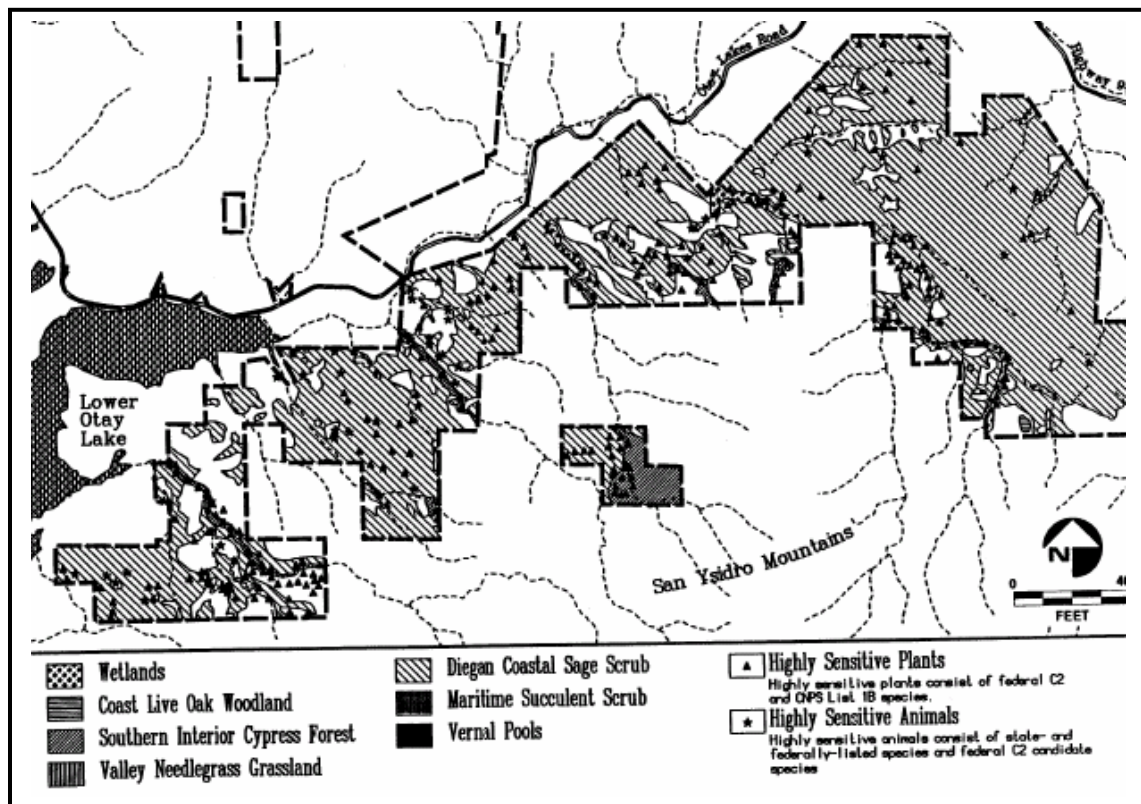 Otay Lakes Road
Highway
Lower
Otay
Lake
San Ysidro Mountains
N
0
FEET
Wetlands
Coast Live Oak Woodland
Southern Interior Cypress Forest
Valley Needlegrass Grassland
Diegan Coastal Sage Scrub
Maritime Succulent Scrub
Vernal Pools
Highly Sensitive Plants
Highly sensitive plants consist of federal C2
and CNPS List 1B species.
Highly Sensitive Animals
Highly sensitive animals consist of state- and
federally-listed species and federal C2 candidate
species